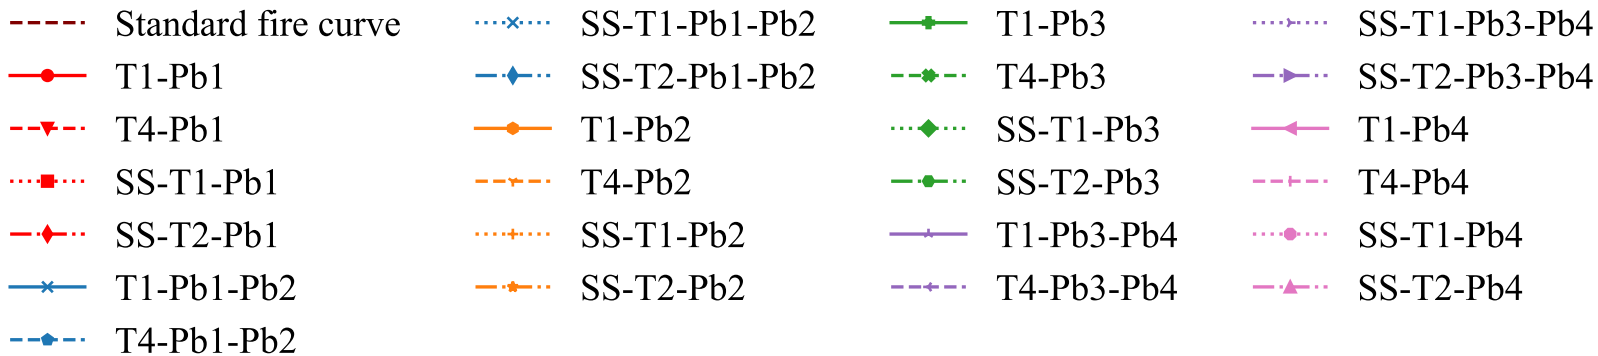 Standard fire curve
T1-Pb1
T4-Pb1
SS-T1-Pb1
SS-T2-Pb1
T1-Pb1-Pb2
T4-Pb1-Pb2
SS-T1-Pb1-Pb2
SS-T2-Pb1-Pb2
T1-Pb2
T4-Pb2
SS-T1-Pb2
SS-T2-Pb2
T1-Pb3
T4-Pb3
SS-T1-Pb3
SS-T2-Pb3
T1-Pb3-Pb4
T4-Pb3-Pb4
SS-T1-Pb3-Pb4
SS-T2-Pb3-Pb4
T1-Pb4
T4-Pb4
SS-T1-Pb4
SS-T2-Pb4